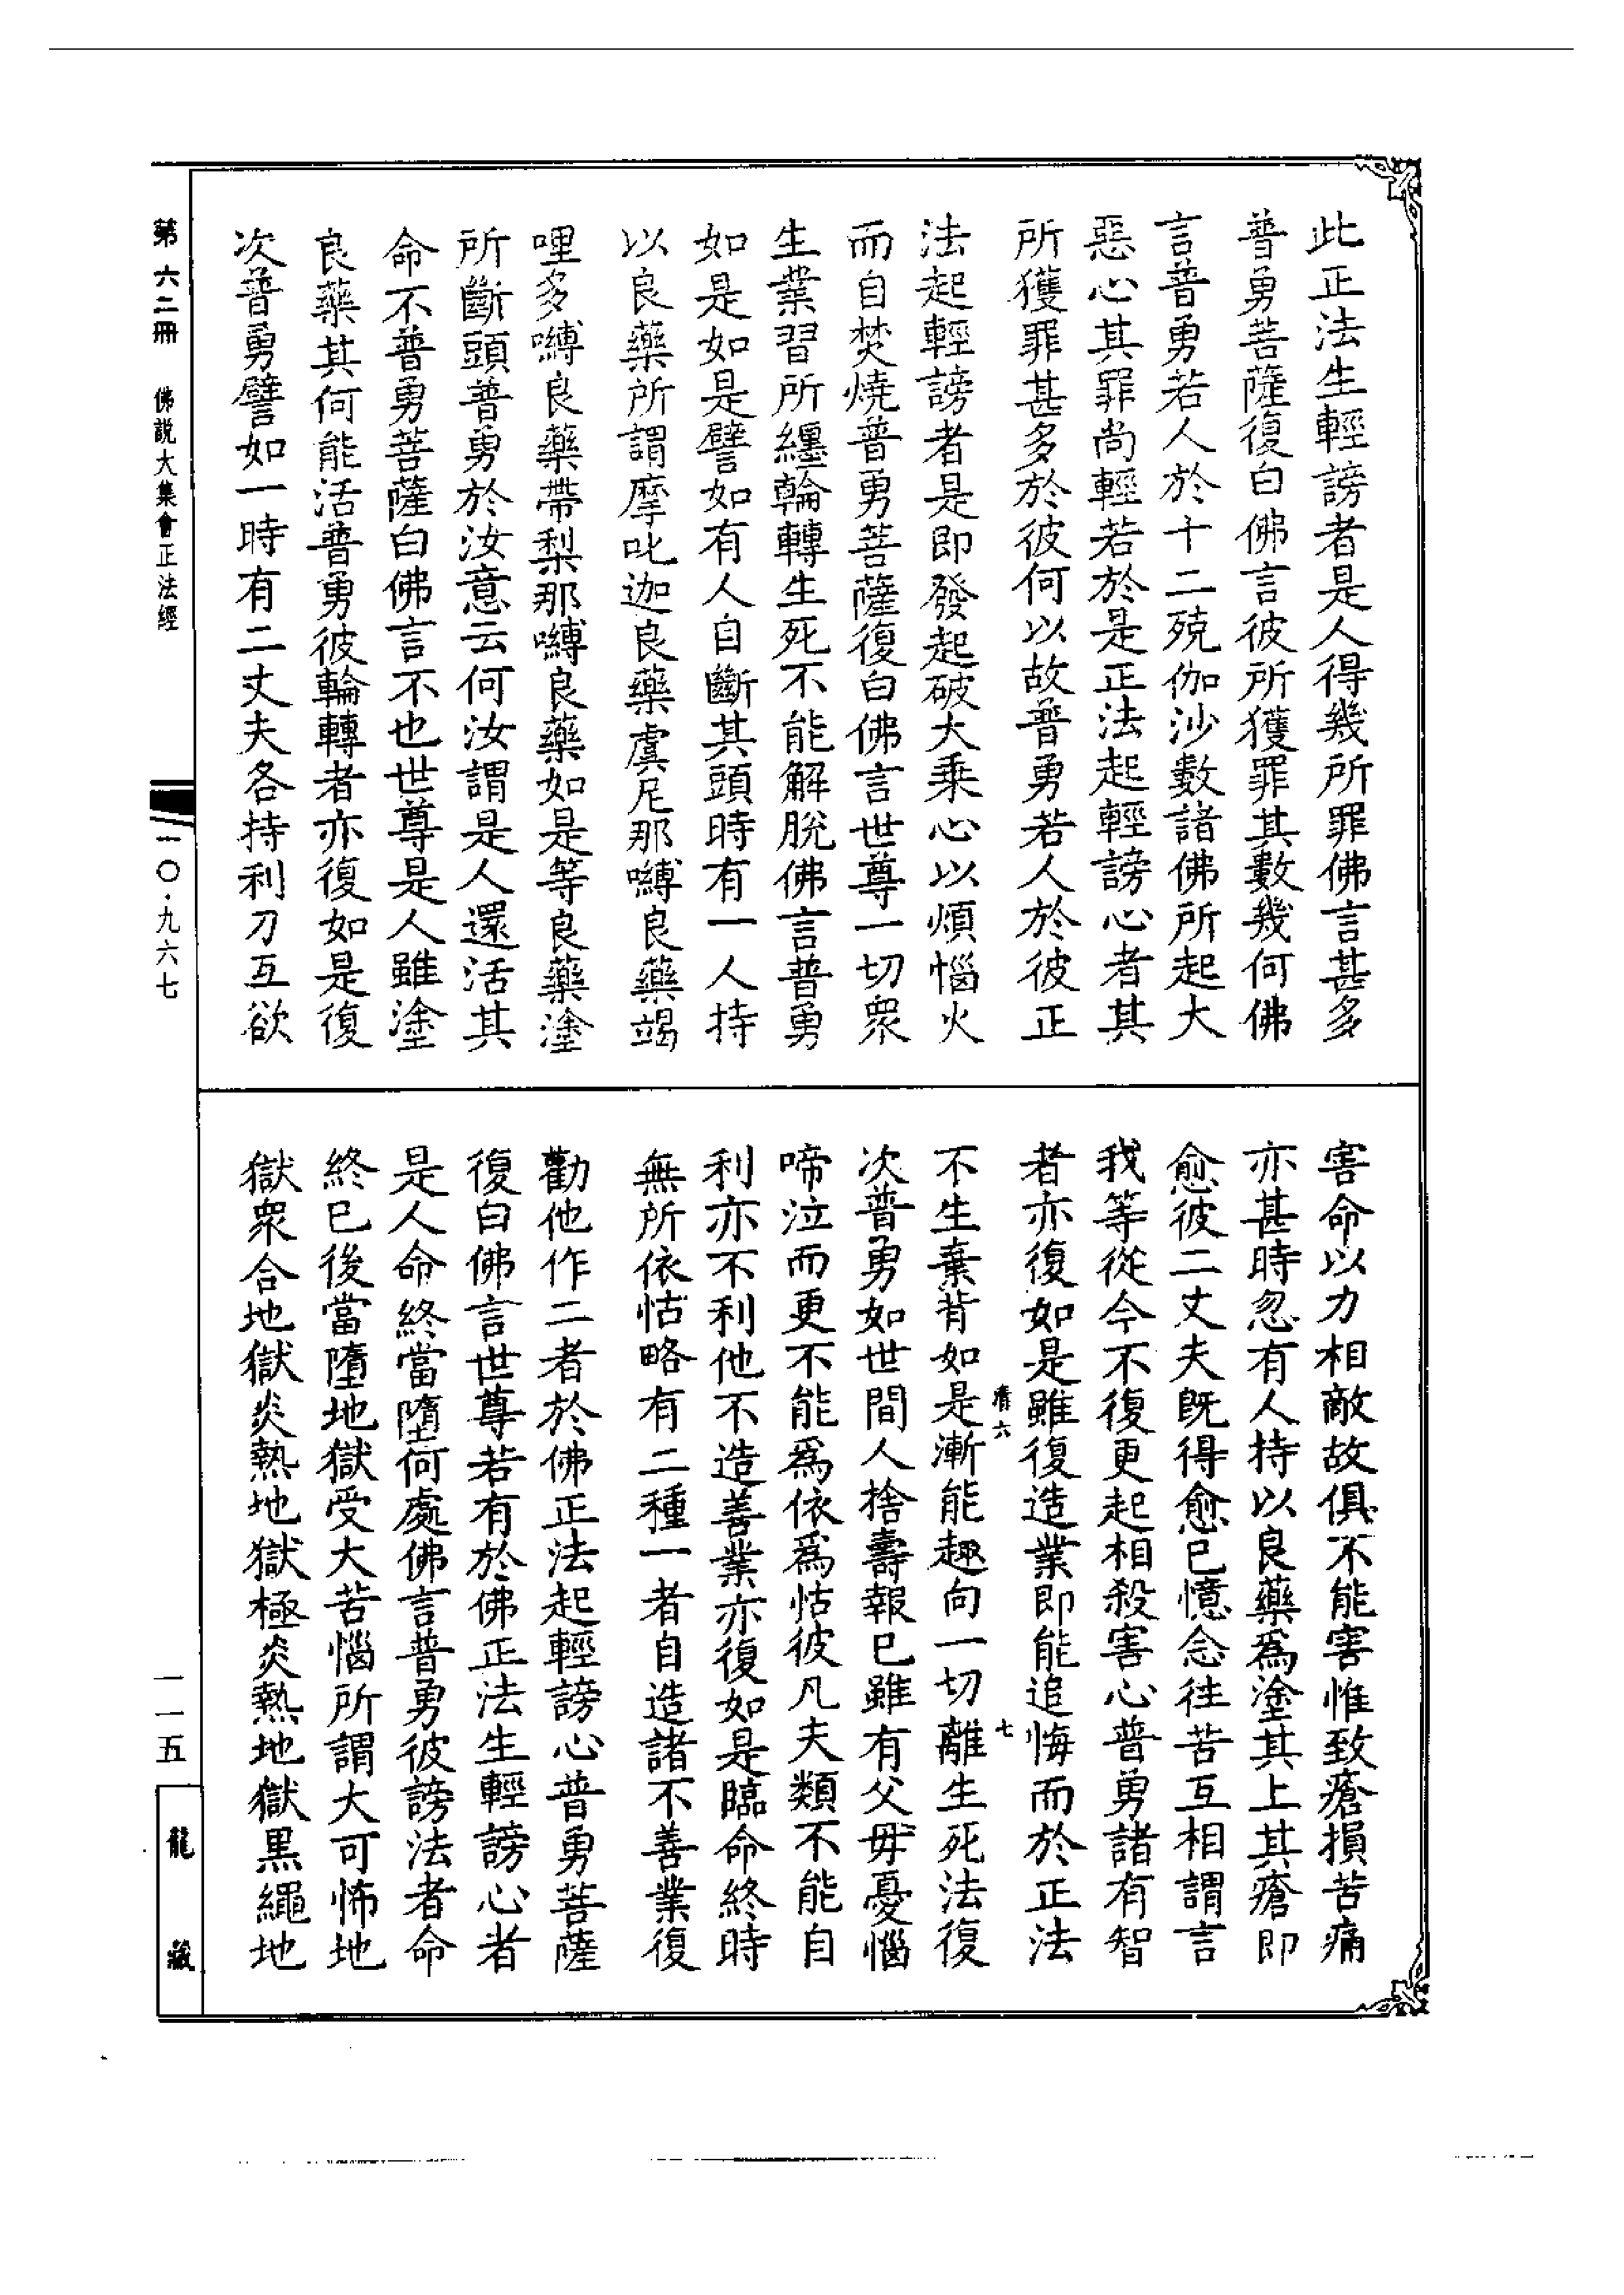 此正法生輕謗者是人得幾所罪佛言甚多
普勇菩薩復白佛言彼所獲罪其數幾何佛
言普勇若人於十二殑伽沙數諸佛所起大
惡心其罪尚輕若於是正法起輕謗心者其
所獲罪甚多於彼何以故普勇若人於彼正
法起輕謗者是即發起破大乘心以煩惱火
而自焚燒普勇菩薩復白佛言世尊一切眾
生業習所纏輪轉生死不能解脫佛言普勇
如是如是譬如有人自斷其頭時有一人持
以良藥所謂摩叱迦良藥虞尼那嚩良藥竭
哩多嚩良藥帶梨那嚩良藥如是等良藥塗
所斷頭普勇於汝意云何汝謂是人還活其
命不普勇菩薩白佛言不也世尊是人雖塗
良藥其何能活普勇彼輪轉者亦復如是復
次普勇譬如一時有二丈夫各持利刀互欲
害命以力相敵故俱不能害惟致瘡損苦痛
亦甚時忽有人持以良藥為塗其上其瘡即
愈彼二丈夫既得愈已憶念往苦互相謂言
我等從今不復更起相殺害心普勇諸有智
者亦復如是雖復造業即能追悔而於正法
六
七
不生棄背如是漸能趣向一切離生死法復
次普勇如世間人捨壽報已雖有父母憂惱
啼泣而更不能為依為怙彼凡夫類不能自
利亦不利他不造善業亦復如是臨命終時
無所依怙略有二種一者自造諸不善業復
勸他作二者於佛正法起輕謗心普勇菩薩
復白佛言世尊若有於佛正法生輕謗心者
是人命終當墮何處佛言普勇彼謗法者命
終已後當墮地獄受大苦惱所謂大可怖地
獄眾合地獄炎熱地獄極炎熱地獄黑繩地
第六二冊 佛說大集會正法經
一〇·九六七
一一五
龍藏